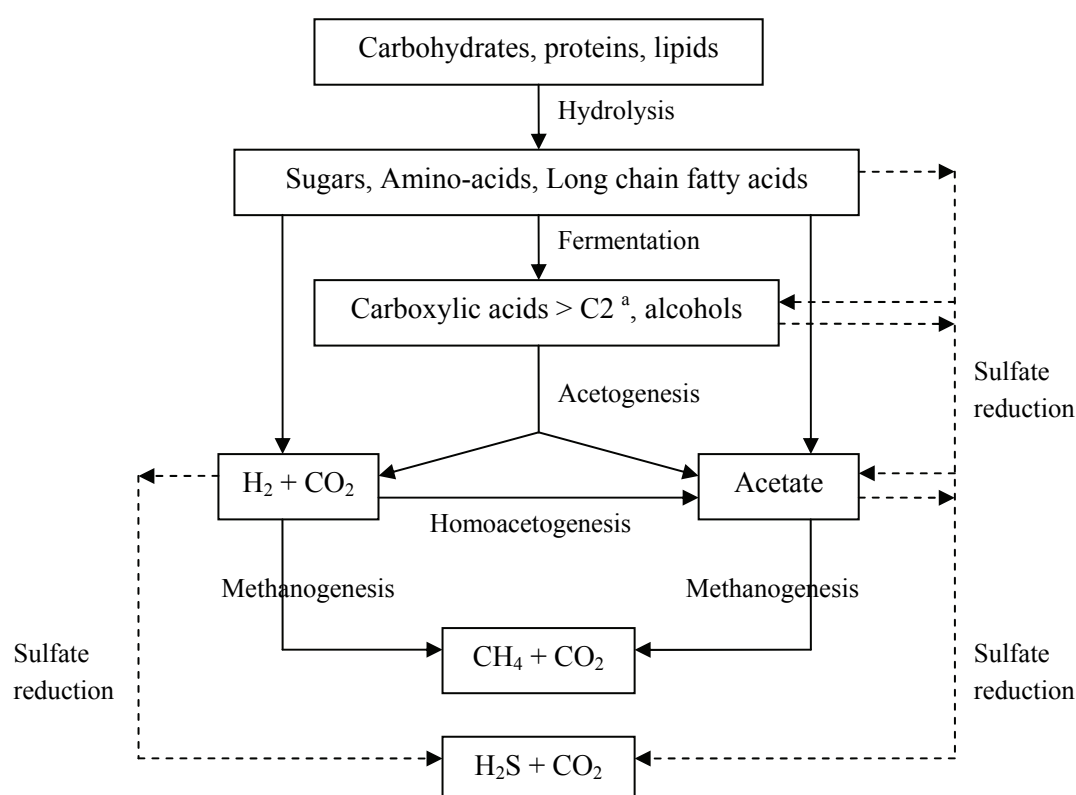 Carbohydrates, proteins, lipids
Hydrolysis
Sugars, Amino-acids, Long chain fatty acids
Fermentation
Carboxylic acids > C2 ᵃ, alcohols
Acetogenesis
Sulfate
reduction
H₂ + CO₂
Acetate
Homoacetogenesis
Methanogenesis
Methanogenesis
CH₄ + CO₂
Sulfate
reduction
Sulfate
reduction
H₂S + CO₂